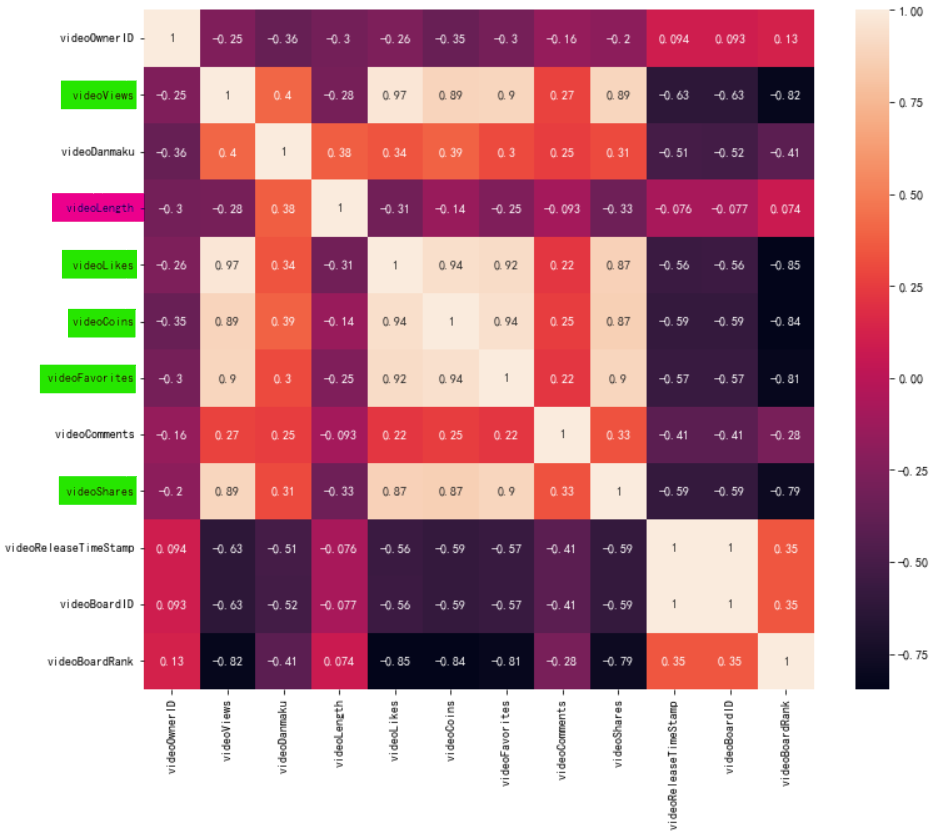 videoOwnerID 1 -0.25 -0.36 -0.3 -0.26 -0.35 -0.3 -0.16 -0.2 0.094 0.093 0.13
videoViews -0.25 1 0.4 -0.28 0.97 0.89 0.9 0.27 0.89 -0.63 -0.63 -0.82
videoDanmaku -0.36 0.4 1 0.38 0.34 0.39 0.3 0.25 0.31 -0.51 -0.52 -0.41
videoLength -0.3 -0.28 0.38 1 -0.31 -0.14 -0.25 -0.093 -0.33 -0.076 -0.077 0.074
videoLikes -0.26 0.97 0.34 -0.31 1 0.94 0.92 0.22 0.87 -0.56 -0.56 -0.85
videoCoins -0.35 0.89 0.39 -0.14 0.94 1 0.94 0.25 0.87 -0.59 -0.59 -0.84
videoFavorites -0.3 0.9 0.3 -0.25 0.92 0.94 1 0.22 0.9 -0.57 -0.57 -0.81
videoComments -0.16 0.27 0.25 -0.093 0.22 0.25 0.22 1 0.33 -0.41 -0.41 -0.28
videoShares -0.2 0.89 0.31 -0.33 0.87 0.87 0.9 0.33 1 -0.59 -0.59 -0.79
videoReleaseTimeStamp 0.094 -0.63 -0.51 -0.076 -0.56 -0.59 -0.57 -0.41 -0.59 1 1 0.35
videoBoardID 0.093 -0.63 -0.52 -0.077 -0.56 -0.59 -0.57 -0.41 -0.59 1 1 0.35
videoBoardRank 0.13 -0.82 -0.41 0.074 -0.85 -0.84 -0.81 -0.28 -0.79 0.35 0.35 1
videoOwnerID
videoViews
videoDanmaku
videoLength
videoLikes
videoCoins
videoFavorites
videoComments
videoShares
videoReleaseTimeStamp
videoBoardID
videoBoardRank
1.00
0.75
0.50
0.25
0.00
-0.25
-0.50
-0.75